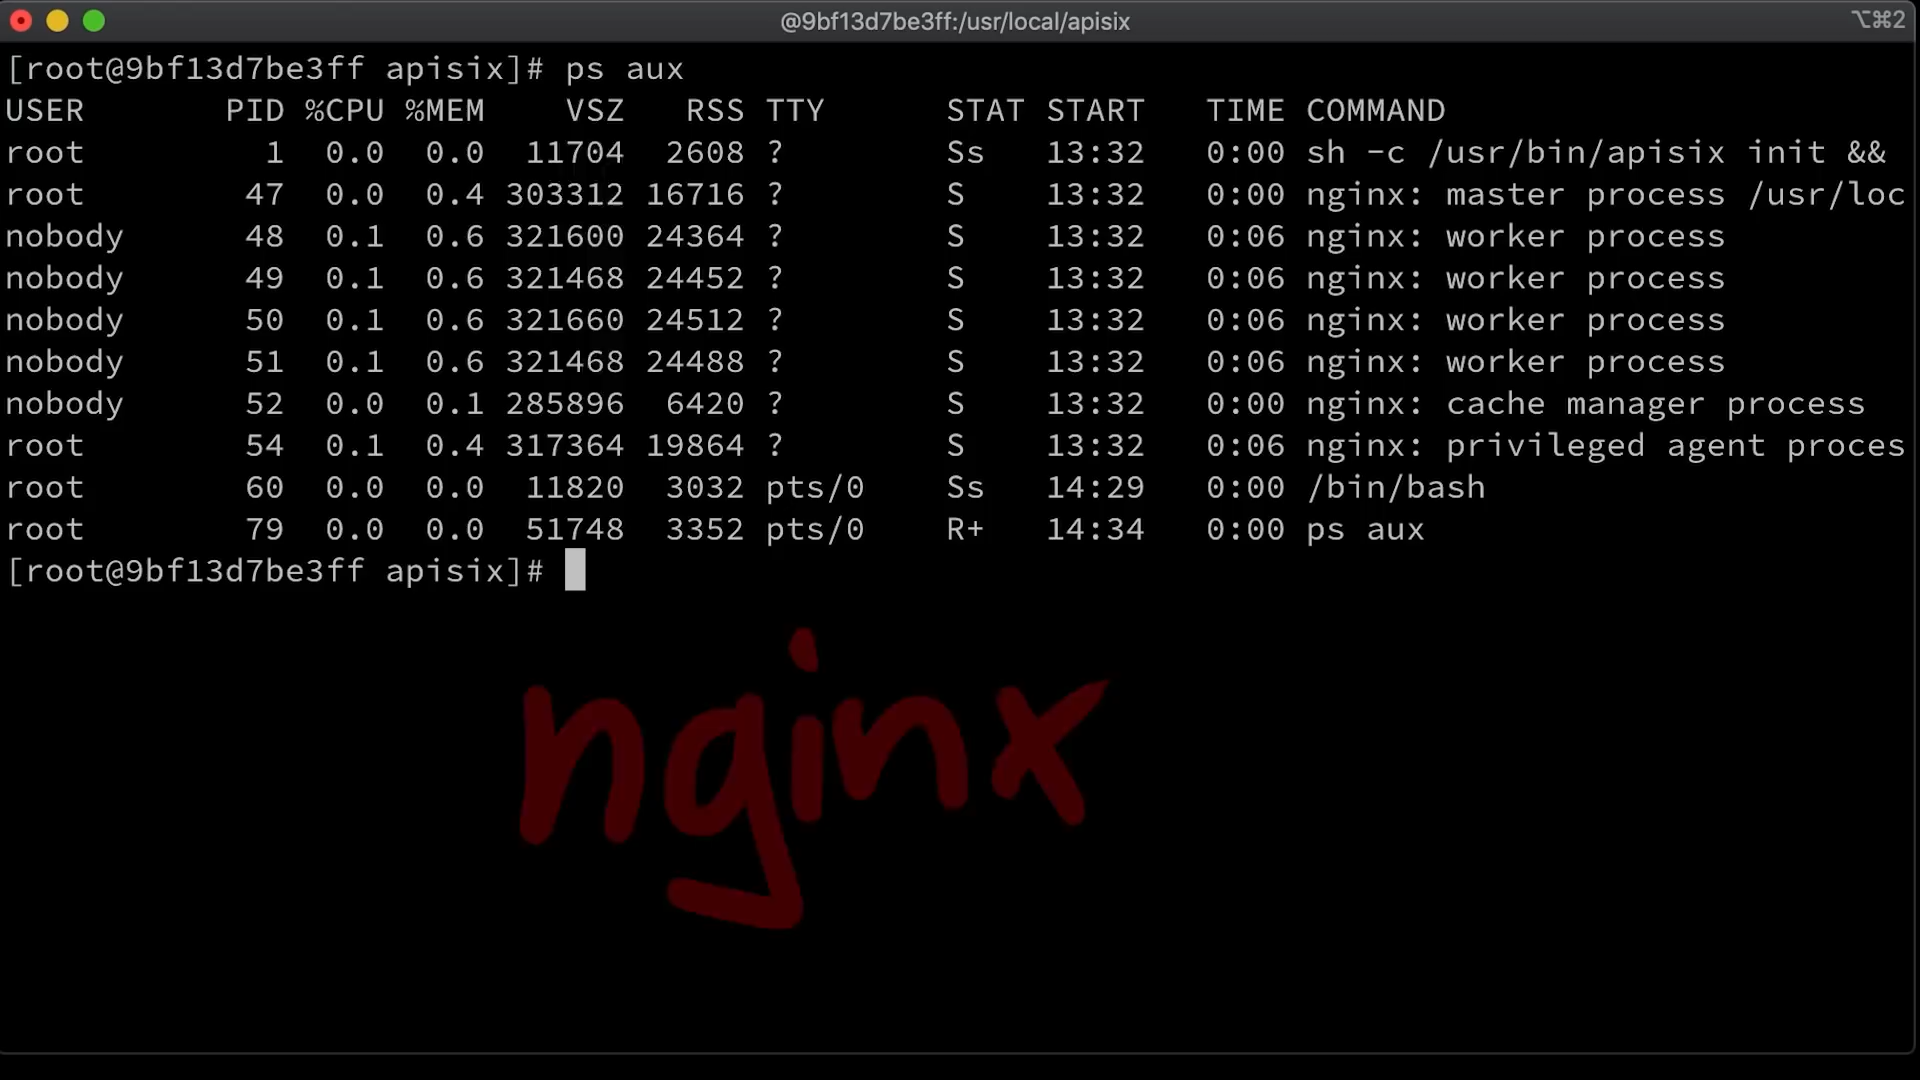 @9bf13d7be3ff:/usr/local/apisix
⌥⌘2
[root@9bf13d7be3ff apisix]# ps aux
USER PID %CPU %MEM VSZ RSS TTY STAT START TIME COMMAND
root 1 0.0 0.0 11704 2608 ? Ss 13:32 0:00 sh -c /usr/bin/apisix init &&
root 47 0.0 0.4 303312 16716 ? S 13:32 0:00 nginx: master process /usr/loc
nobody 48 0.1 0.6 321600 24364 ? S 13:32 0:06 nginx: worker process
nobody 49 0.1 0.6 321468 24452 ? S 13:32 0:06 nginx: worker process
nobody 50 0.1 0.6 321660 24512 ? S 13:32 0:06 nginx: worker process
nobody 51 0.1 0.6 321468 24488 ? S 13:32 0:06 nginx: worker process
nobody 52 0.0 0.1 285896 6420 ? S 13:32 0:00 nginx: cache manager process
root 54 0.1 0.4 317364 19864 ? S 13:32 0:06 nginx: privileged agent proces
root 60 0.0 0.0 11820 3032 pts/0 Ss 14:29 0:00 /bin/bash
root 79 0.0 0.0 51748 3352 pts/0 R+ 14:34 0:00 ps aux
[root@9bf13d7be3ff apisix]#
nginx